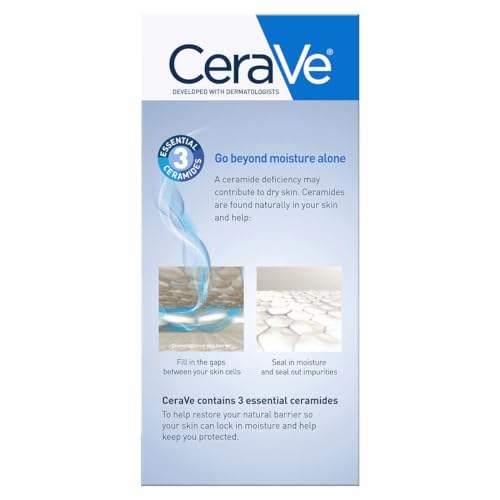 CeraVe®
DEVELOPED WITH DERMATOLOGISTS
ESSENTIAL
3
CERAMIDES
Go beyond moisture alone
A ceramide deficiency may
contribute to dry skin. Ceramides
are found naturally in your skin
and help:
Fill in the gaps
between your skin cells
Seal in moisture
and seal out impurities
CeraVe contains 3 essential ceramides
To help restore your natural barrier so
your skin can lock in moisture and help
keep you protected.